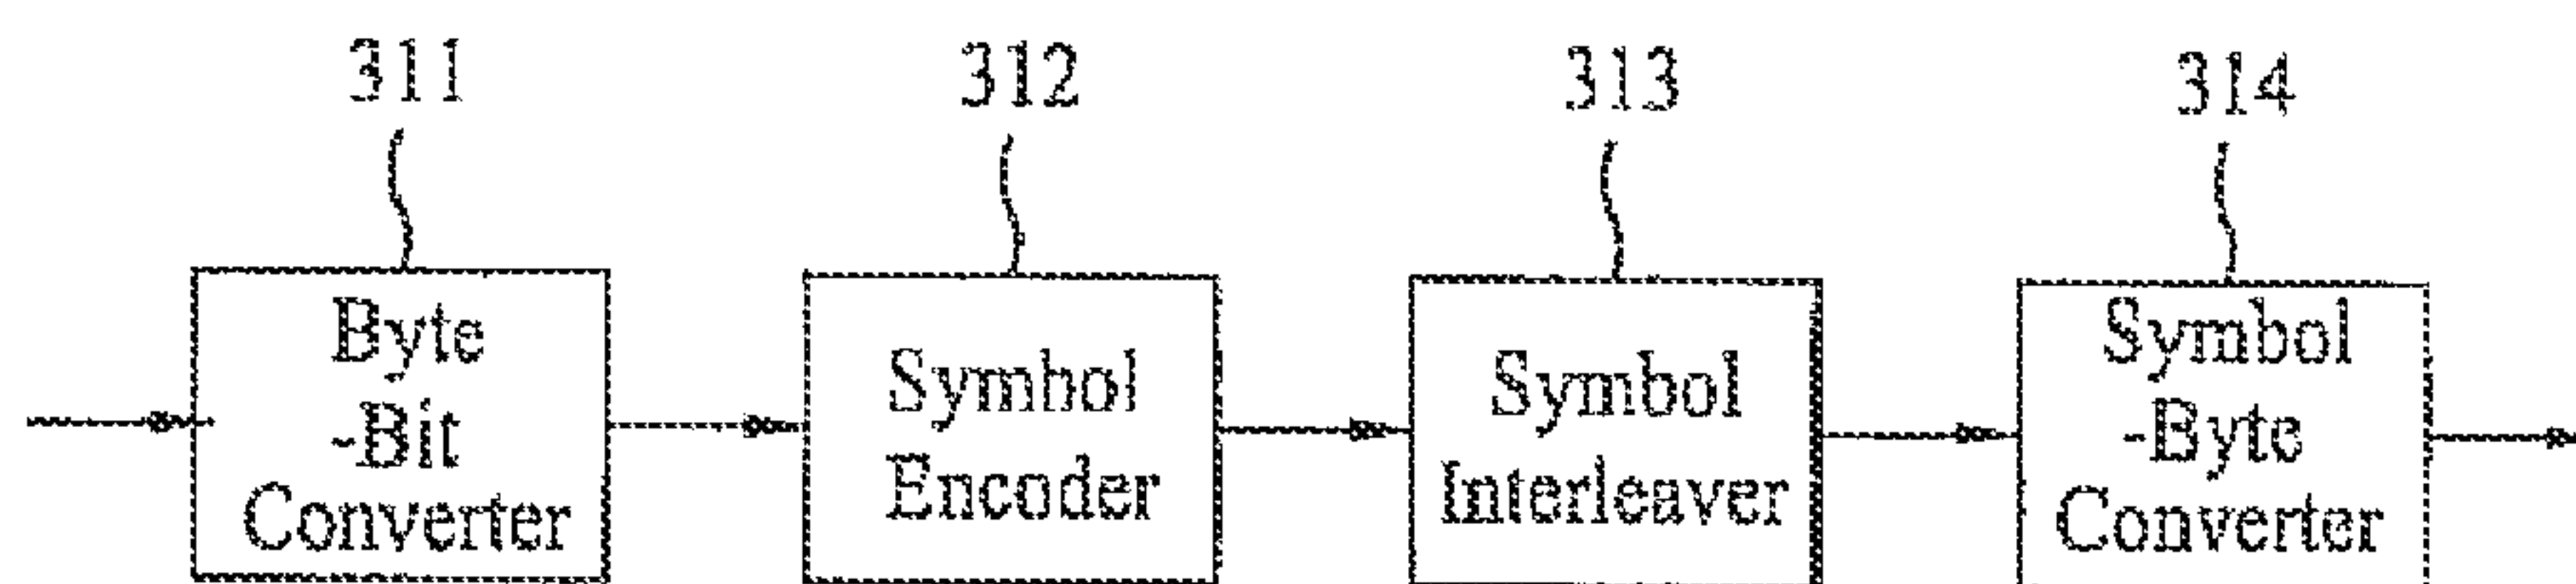 311
312
313
314
Byte
-Bit
Converter
Symbol
Encoder
Symbol
Interleaver
Symbol
-Byte
Converter